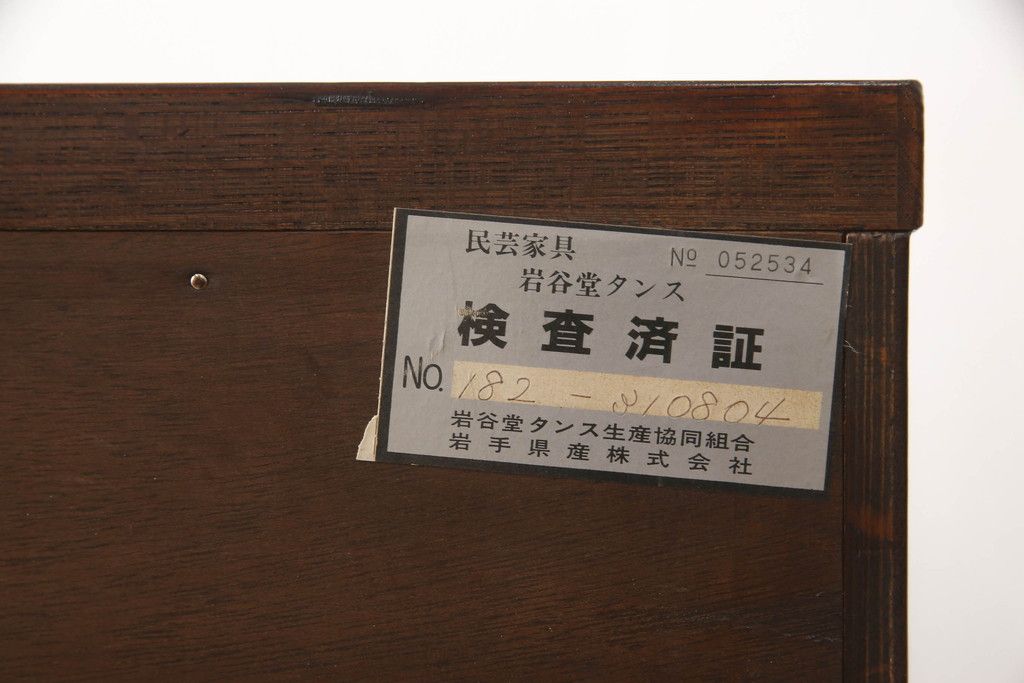 民芸家具
№ 052534
岩谷堂タンス
検査済証
No. 182-310804
岩谷堂タンス生産協同組合
岩手県産株式会社